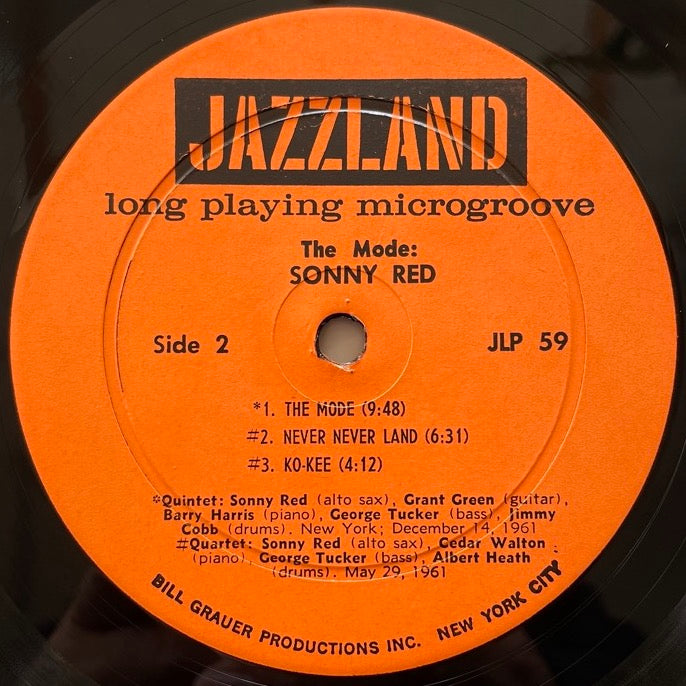 JAZZLAND
long playing microgroove
The Mode:
SONNY RED
Side 2
JLP 59
*1. THE MODE (9:48)
#2. NEVER NEVER LAND (6:31)
#3. KO-KEE (4:12)
*Quintet: Sonny Red (alto sax), Grant Green (guitar),
Barry Harris (piano), George Tucker (bass), Jimmy
Cobb (drums). New York; December 14, 1961
#Quartet: Sonny Red (alto sax), Cedar Walton
(piano), George Tucker (bass), Albert Heath
(drums). May 29, 1961
BILL GRAUER PRODUCTIONS INC. NEW YORK CITY